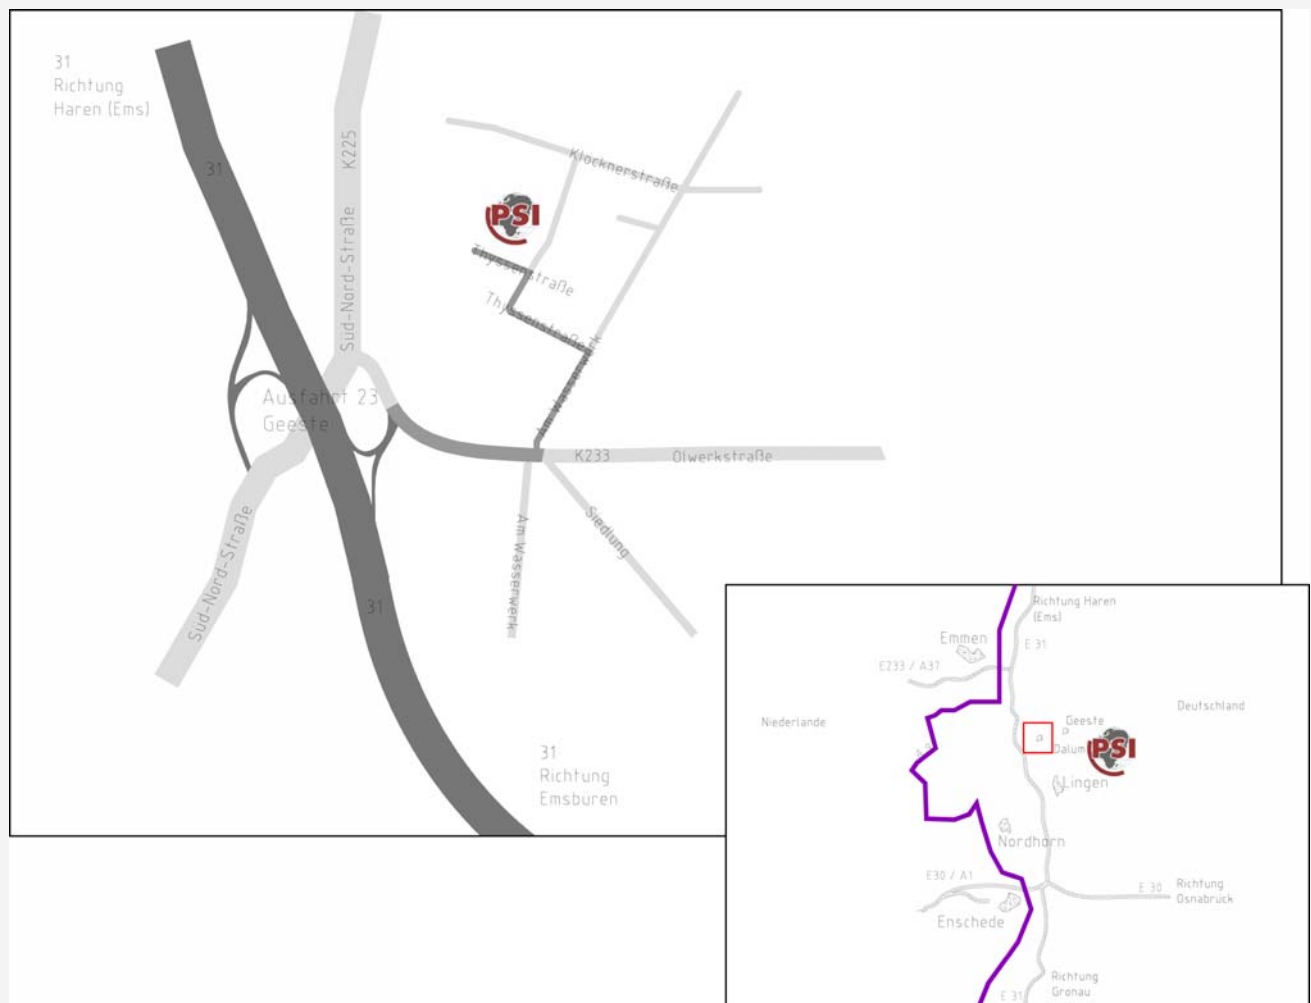 31
Richtung
Haren (Ems)
31
K225
Süd-Nord-Straße
Klocknerstraße
PSI
Thyssenstraße
Thyssenstraße
Am Wasserwerk
Ausfahrt 23
Geeste
K233
Olwerkstraße
Süd-Nord-Straße
Am Wasserwerk
Siedlung
31
31
Richtung
Emsburen
Richtung Haren
(Ems)
Emmen
E 31
E233 / A37
Niederlande
Deutschland
Geeste
Dalum
PSI
Lingen
Nordhorn
E30 / A1
E 30
Richtung
Osnabrück
Enschede
Richtung
Gronau
E 31